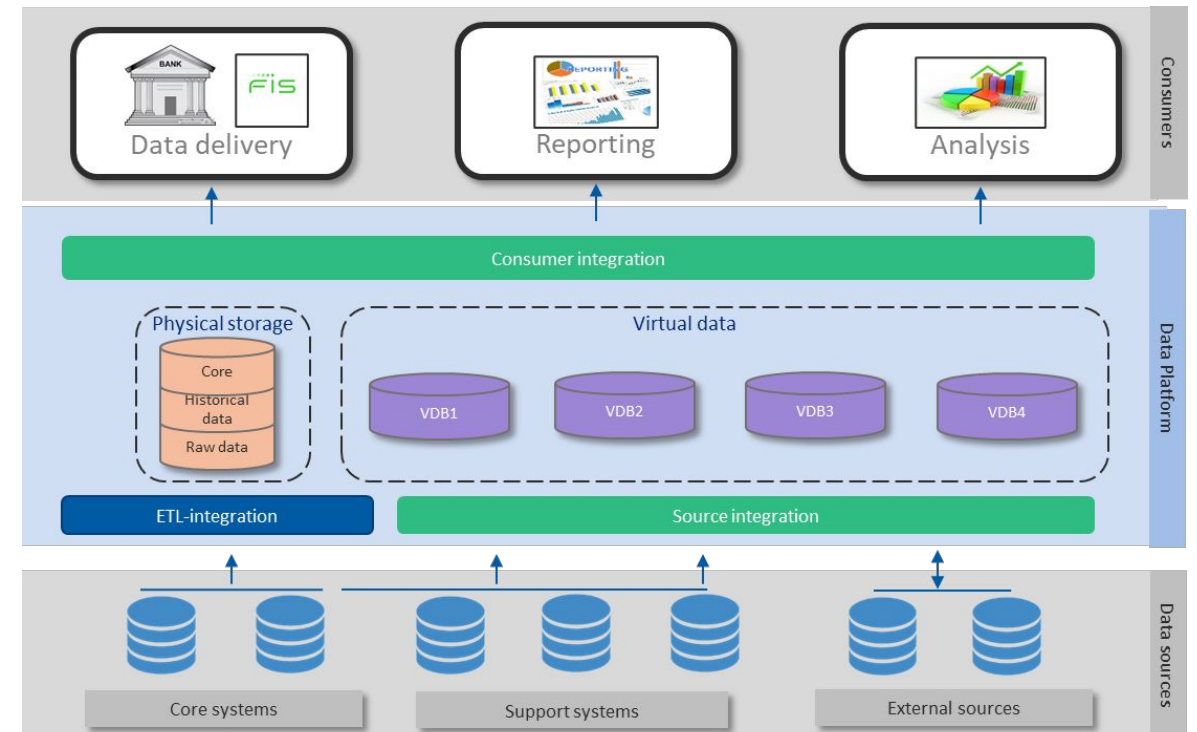 BANK
FIS
Data delivery
REPORTING
Reporting
Analysis
Consumers
Consumer integration
Physical storage
Core
Historical
data
Raw data
Virtual data
VDB1
VDB2
VDB3
VDB4
Data Platform
ETL-integration
Source integration
Core systems
Support systems
External sources
Data sources